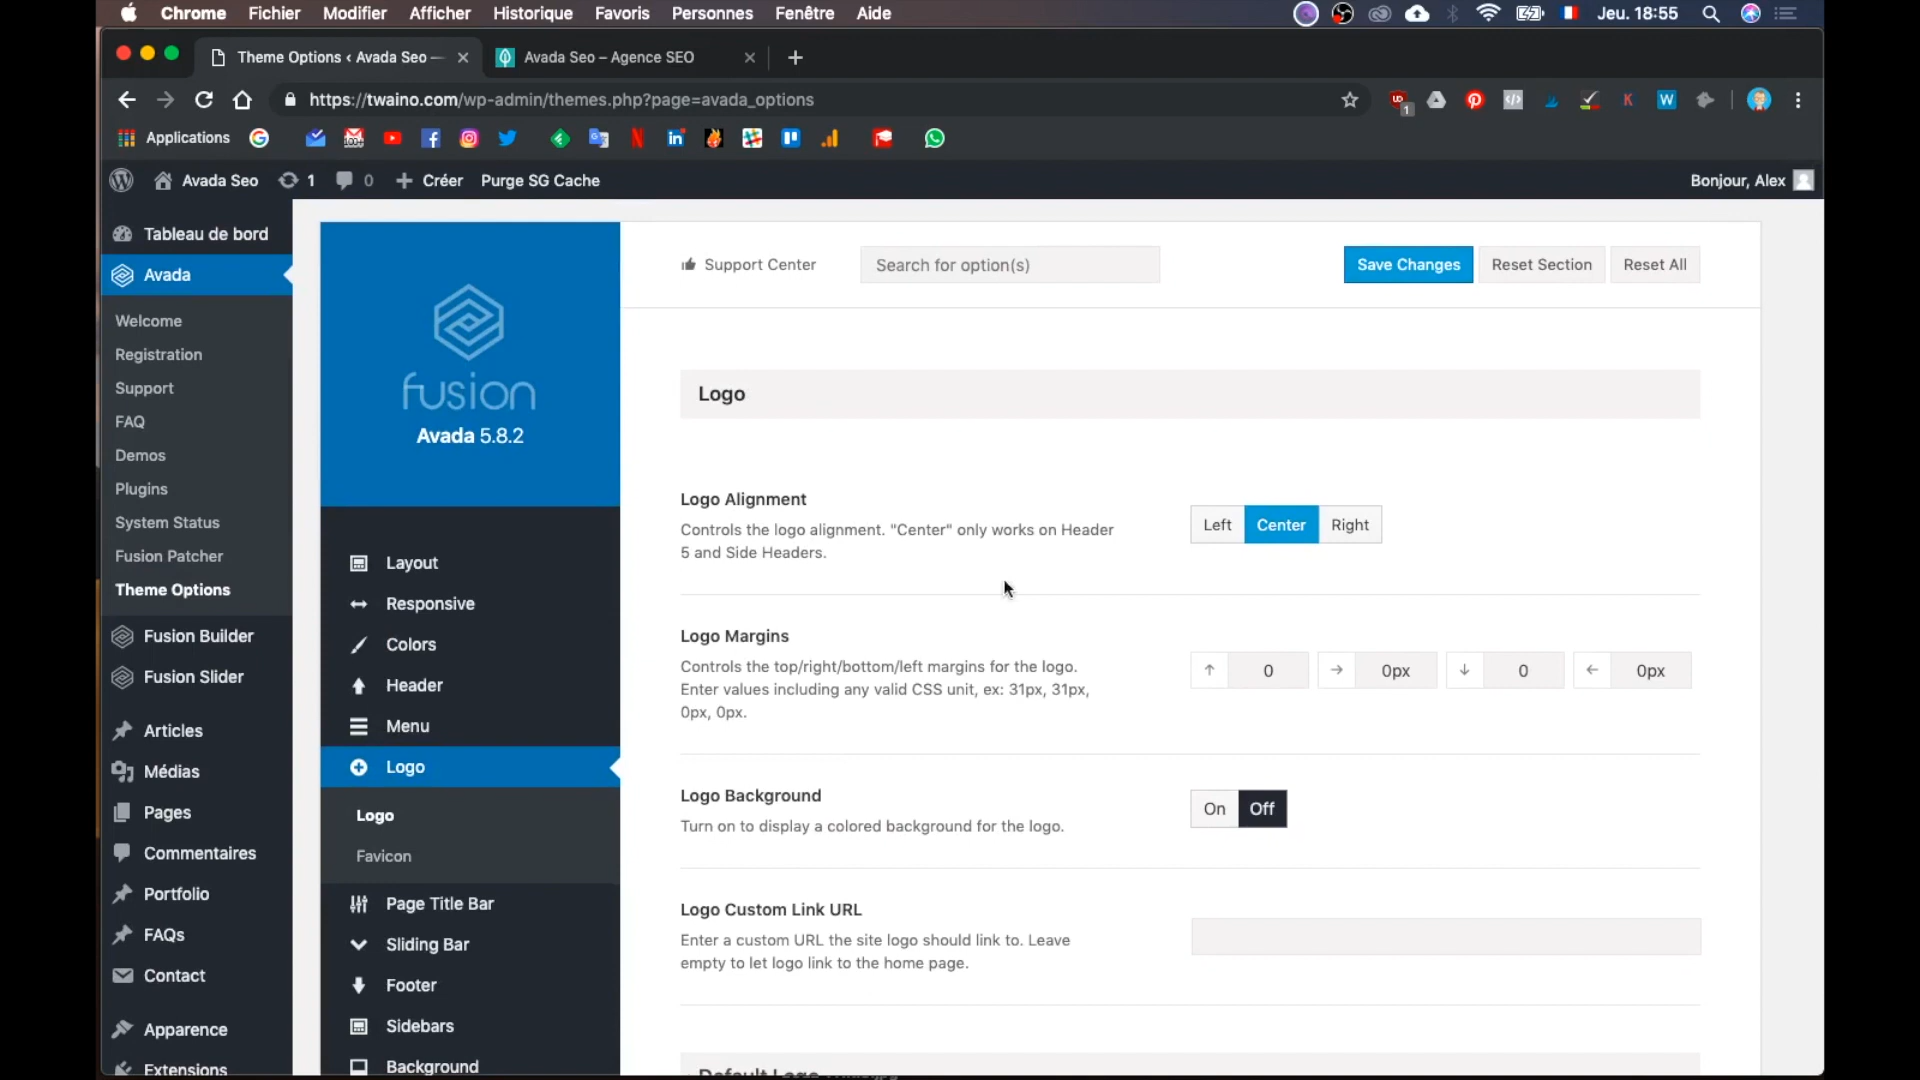 Chrome Fichier Modifier Afficher Historique Favoris Personnes Fenêtre Aide Jeu. 18:55
Theme Options ‹ Avada Seo — Avada Seo – Agence SEO
https://twaino.com/wp-admin/themes.php?page=avada_options
Applications
Avada Seo 1 0 Créer Purge SG Cache Bonjour, Alex
Tableau de bord
Avada
Welcome
Registration
Support
FAQ
Demos
Plugins
System Status
Fusion Patcher
Theme Options
Fusion Builder
Fusion Slider
Articles
Médias
Pages
Commentaires
Portfolio
FAQs
Contact
Apparence
Extensions
fusion
Avada 5.8.2
Layout
Responsive
Colors
Header
Menu
Logo
Logo
Favicon
Page Title Bar
Sliding Bar
Footer
Sidebars
Background
Support Center Search for option(s) Save Changes Reset Section Reset All
Logo
Logo Alignment
Controls the logo alignment. "Center" only works on Header
5 and Side Headers.
Left Center Right
Logo Margins
Controls the top/right/bottom/left margins for the logo.
Enter values including any valid CSS unit, ex: 31px, 31px,
0px, 0px.
0 0px 0 0px
Logo Background
Turn on to display a colored background for the logo.
On Off
Logo Custom Link URL
Enter a custom URL the site logo should link to. Leave
empty to let logo link to the home page.
Default Logo